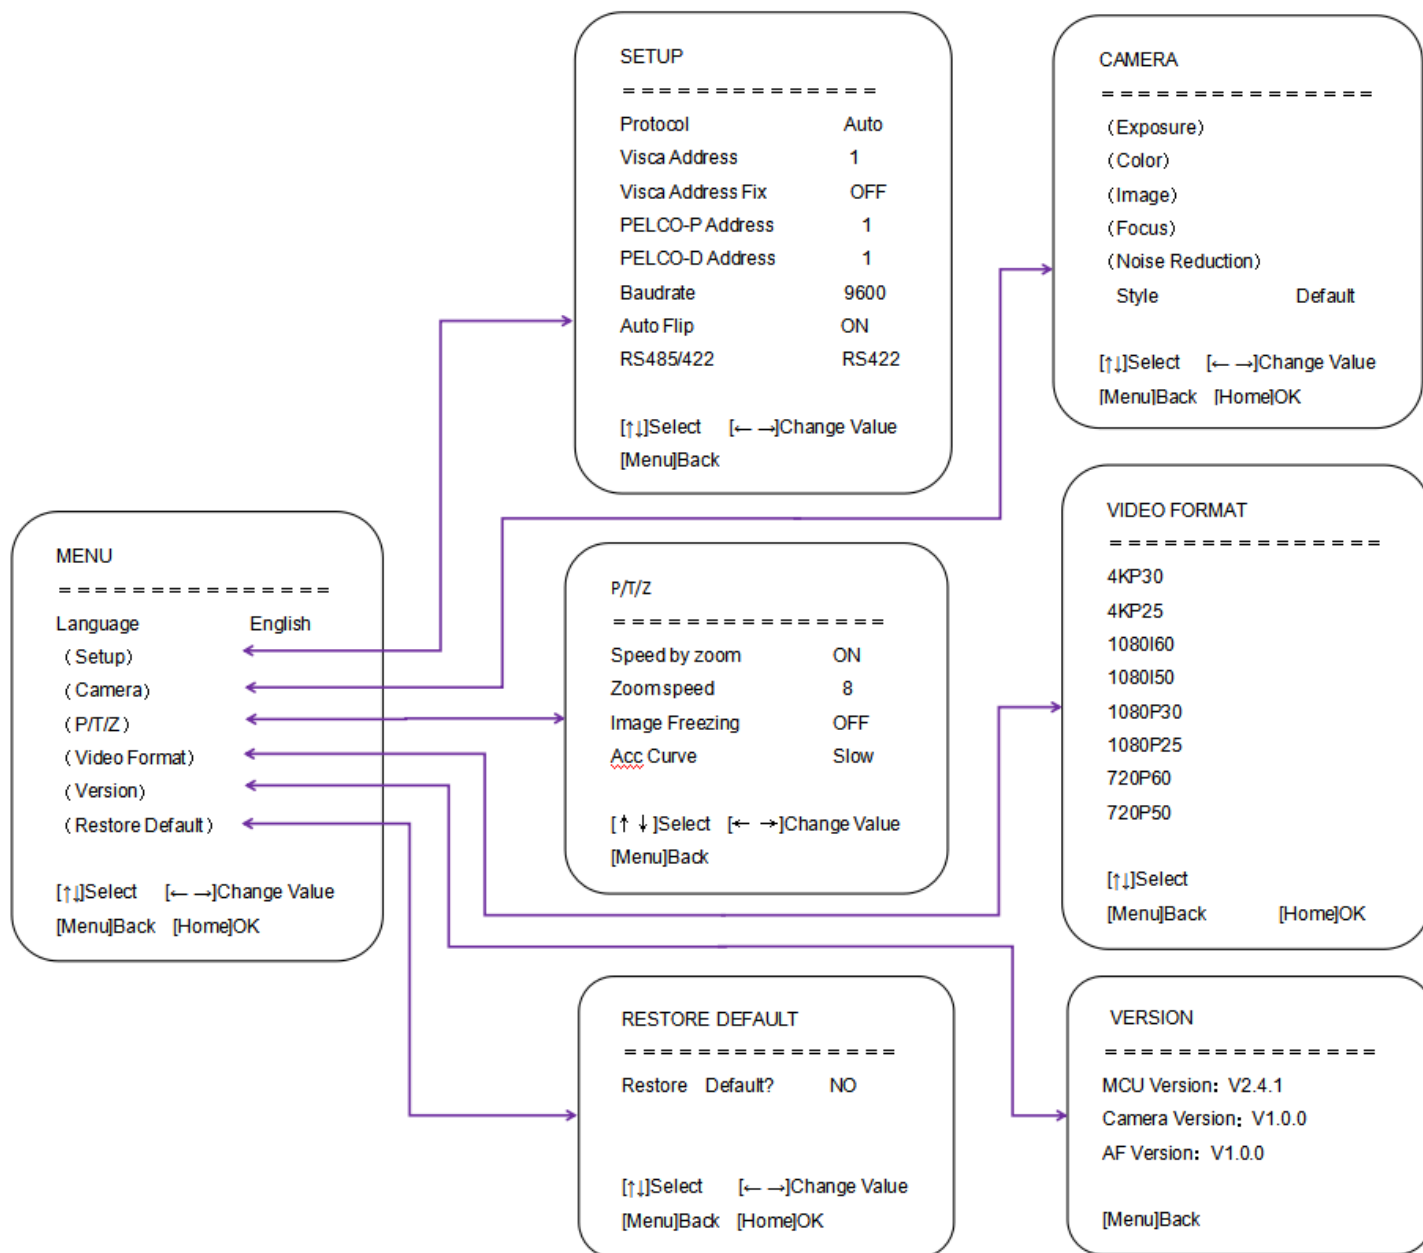 SETUP
==============
Protocol Auto
Visca Address 1
Visca Address Fix OFF
PELCO-P Address 1
PELCO-D Address 1
Baudrate 9600
Auto Flip ON
RS485/422 RS422
[↑↓]Select [← →]Change Value
[Menu]Back
CAMERA
===============
(Exposure)
(Color)
(Image)
(Focus)
(Noise Reduction)
Style Default
[↑↓]Select [← →]Change Value
[Menu]Back [Home]OK
MENU
===============
Language English
(Setup)
(Camera)
(P/T/Z)
(Video Format)
(Version)
(Restore Default)
[↑↓]Select [← →]Change Value
[Menu]Back [Home]OK
P/T/Z
===============
Speed by zoom ON
Zoom speed 8
Image Freezing OFF
Acc Curve Slow
[↑ ↓]Select [← →]Change Value
[Menu]Back
VIDEO FORMAT
===============
4KP30
4KP25
1080I60
1080I50
1080P30
1080P25
720P60
720P50
[↑↓]Select
[Menu]Back [Home]OK
RESTORE DEFAULT
===============
Restore Default? NO
[↑↓]Select [← →]Change Value
[Menu]Back [Home]OK
VERSION
===============
MCU Version: V2.4.1
Camera Version: V1.0.0
AF Version: V1.0.0
[Menu]Back